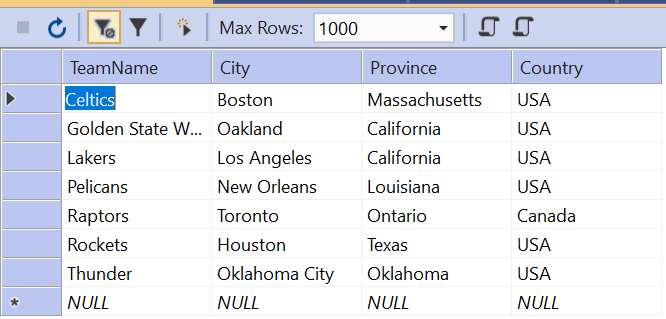 Max Rows: 1000
TeamName City Province Country
Celtics Boston Massachusetts USA
Golden State W... Oakland California USA
Lakers Los Angeles California USA
Pelicans New Orleans Louisiana USA
Raptors Toronto Ontario Canada
Rockets Houston Texas USA
Thunder Oklahoma City Oklahoma USA
NULL NULL NULL NULL